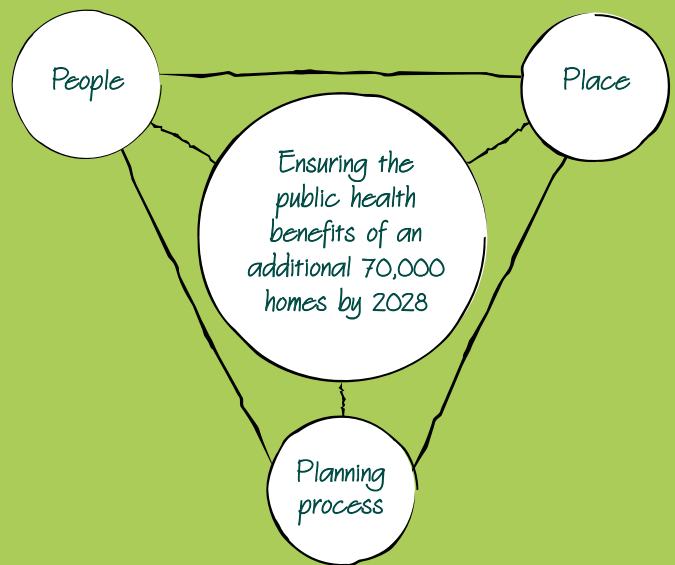 People
Place
Ensuring the
public health
benefits of an
additional 70,000
homes by 2028
Planning
process